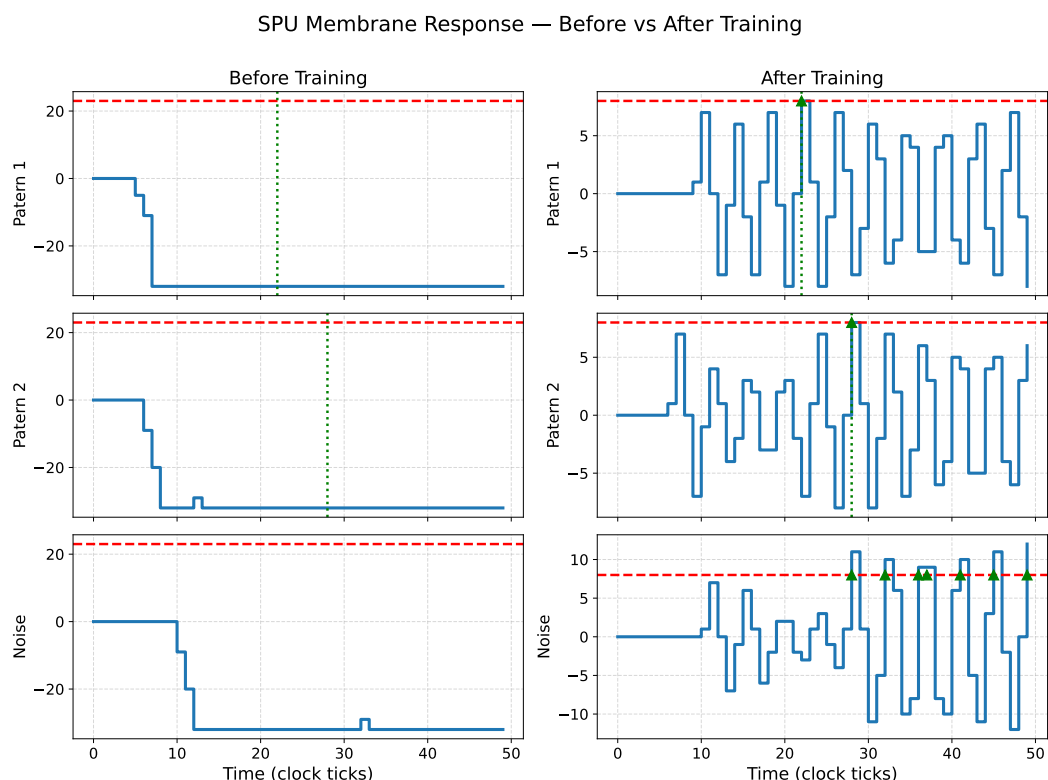 SPU Membrane Response — Before vs After Training
Before Training
After Training
Patern 1
20
0
−20
Patern 1
5
0
−5
Patern 2
20
0
−20
Patern 2
5
0
−5
Noise
20
0
−20
0
10
20
30
40
50
Time (clock ticks)
Noise
10
5
0
−5
−10
0
10
20
30
40
50
Time (clock ticks)